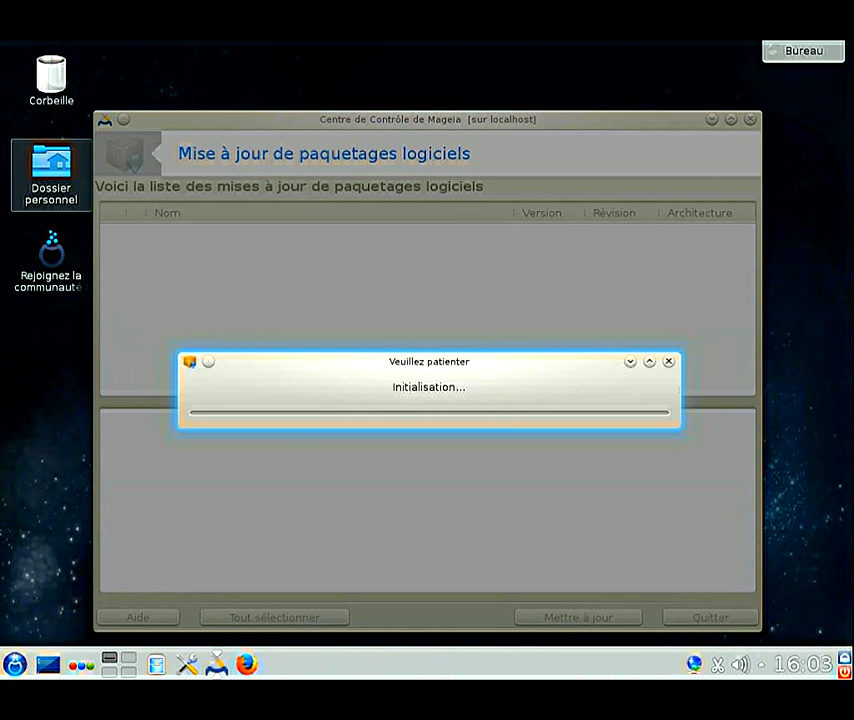 Bureau
Corbeille
Centre de Contrôle de Mageia [sur localhost]
Mise à jour de paquetages logiciels
Voici la liste des mises à jour de paquetages logiciels
Nom Version Révision Architecture
Dossier
personnel
Rejoignez la
communauté
Veuillez patienter
Initialisation...
Aide Tout sélectionner Mettre à jour Quitter
16:03